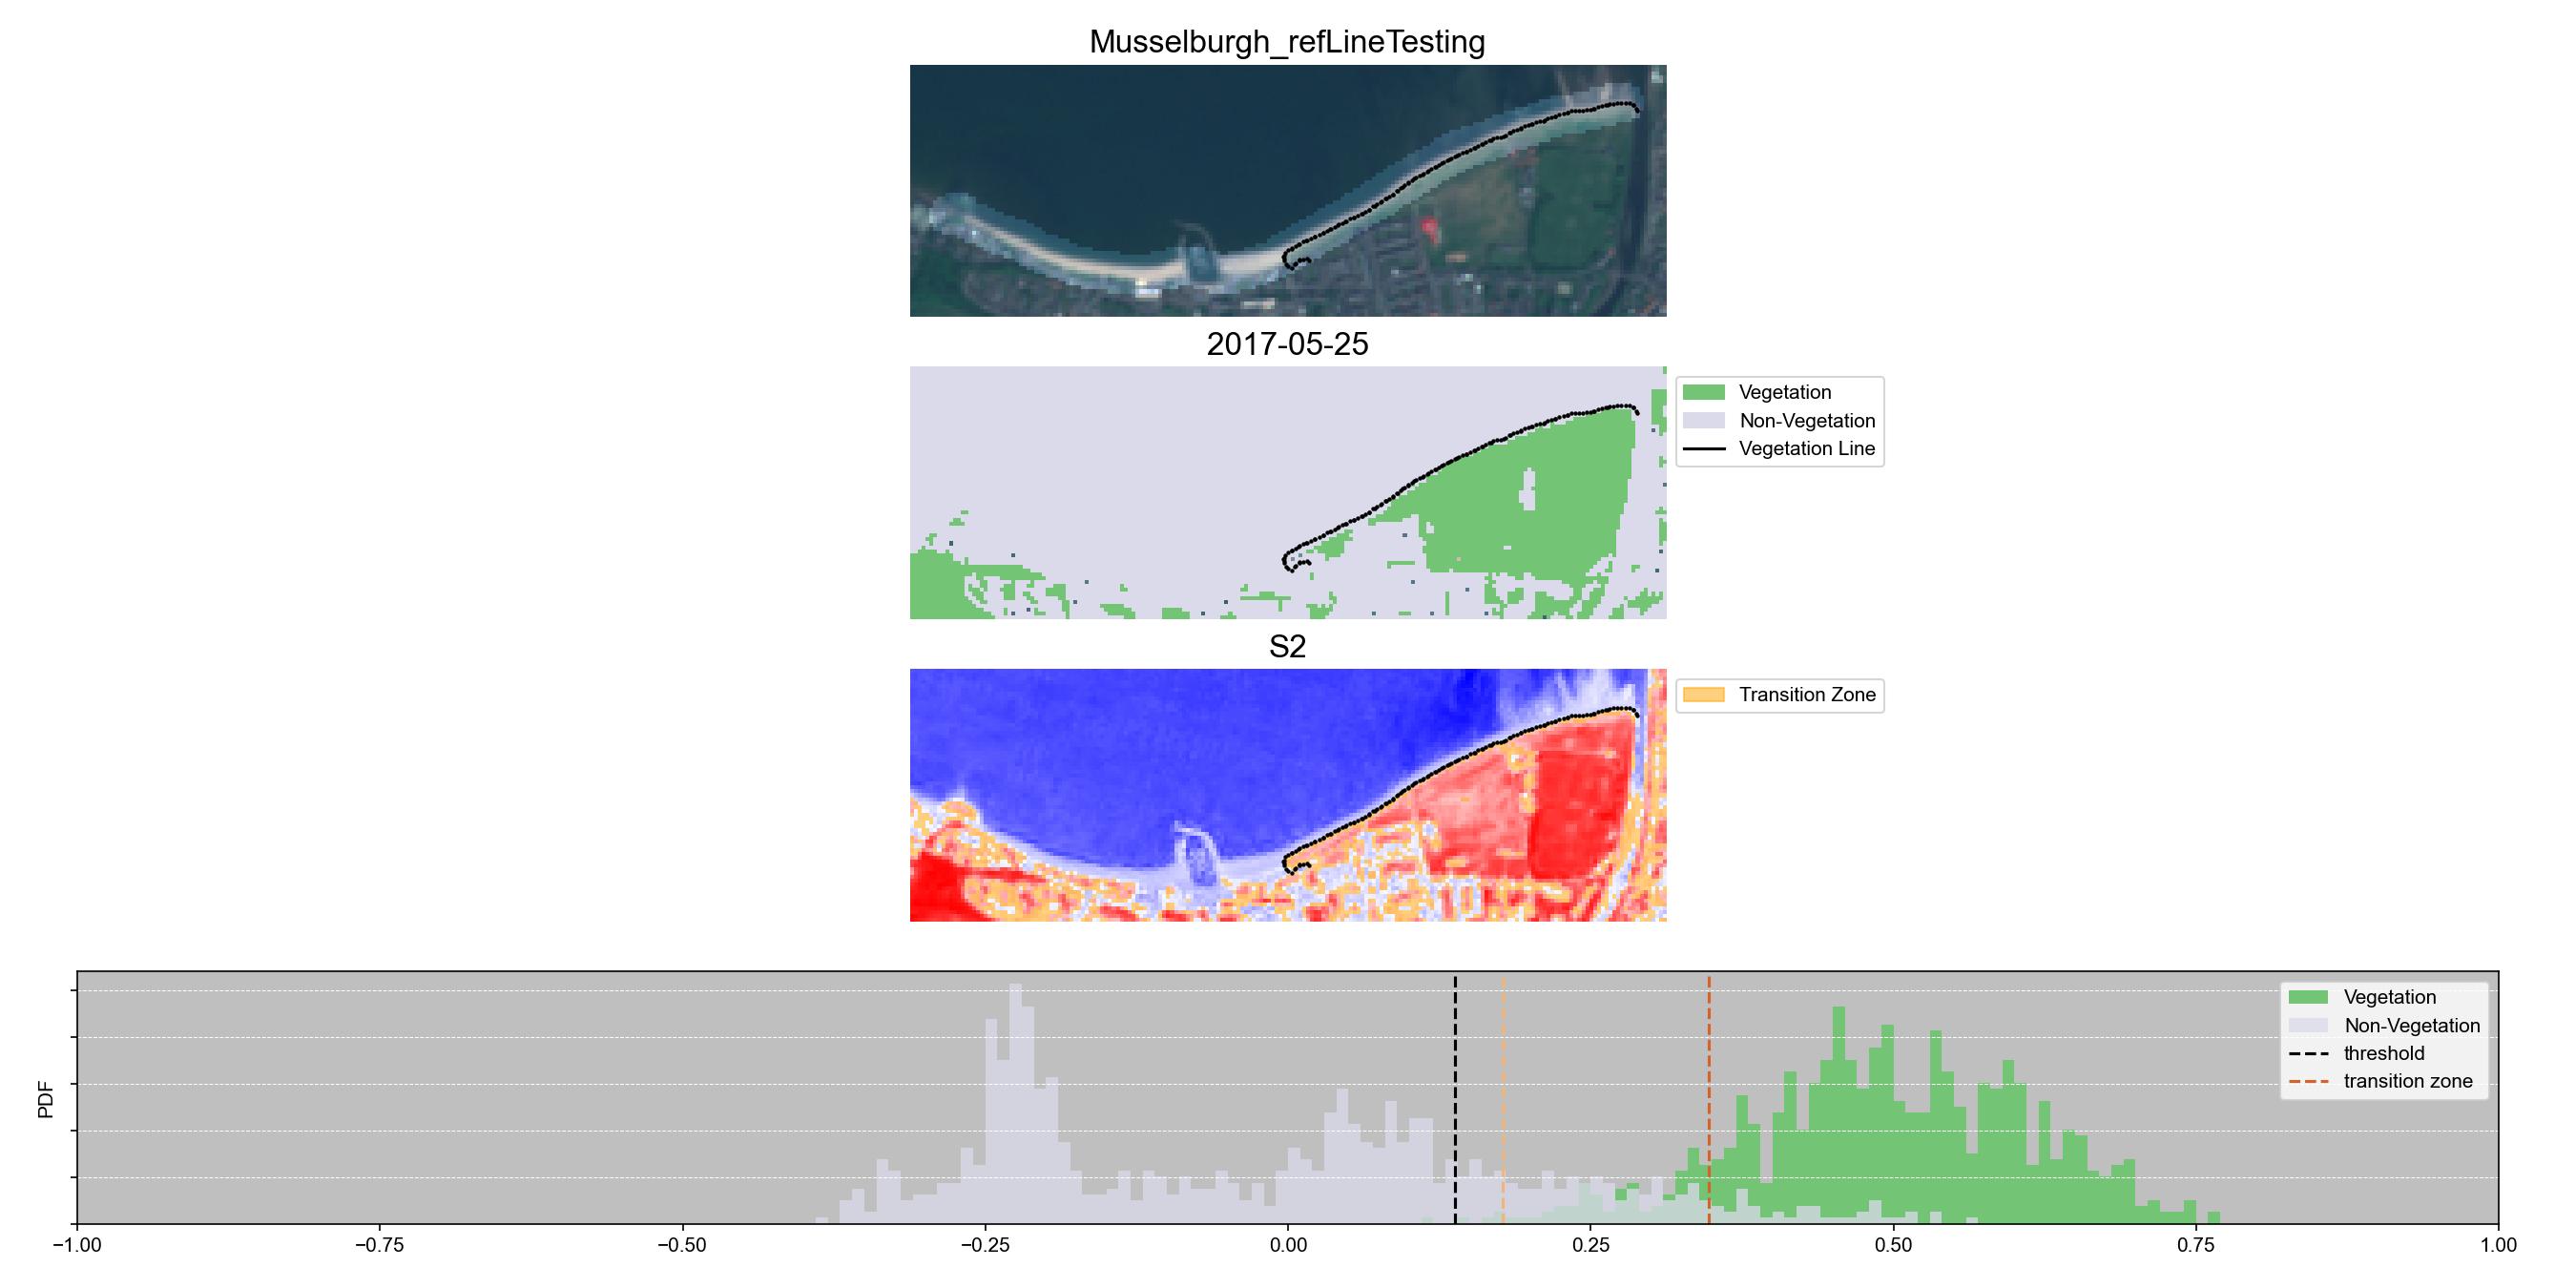 Musselburgh_refLineTesting
2017-05-25
Vegetation
Non-Vegetation
Vegetation Line
S2
Transition Zone
PDF
Vegetation
Non-Vegetation
threshold
transition zone
−1.00 −0.75 −0.50 −0.25 0.00 0.25 0.50 0.75 1.00